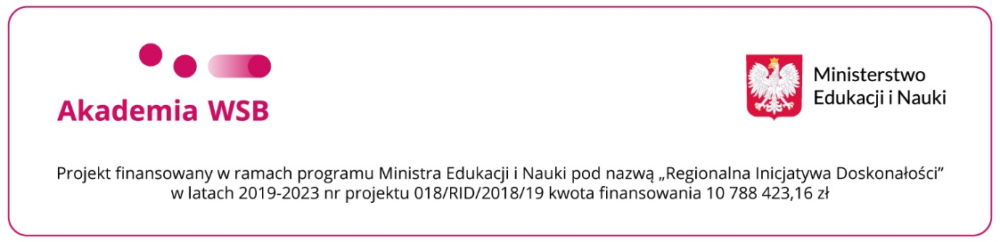 Akademia WSB
Ministerstwo
Edukacji i Nauki
Projekt finansowany w ramach programu Ministra Edukacji i Nauki pod nazwą „Regionalna Inicjatywa Doskonałości”
w latach 2019-2023 nr projektu 018/RID/2018/19 kwota finansowania 10 788 423,16 zł